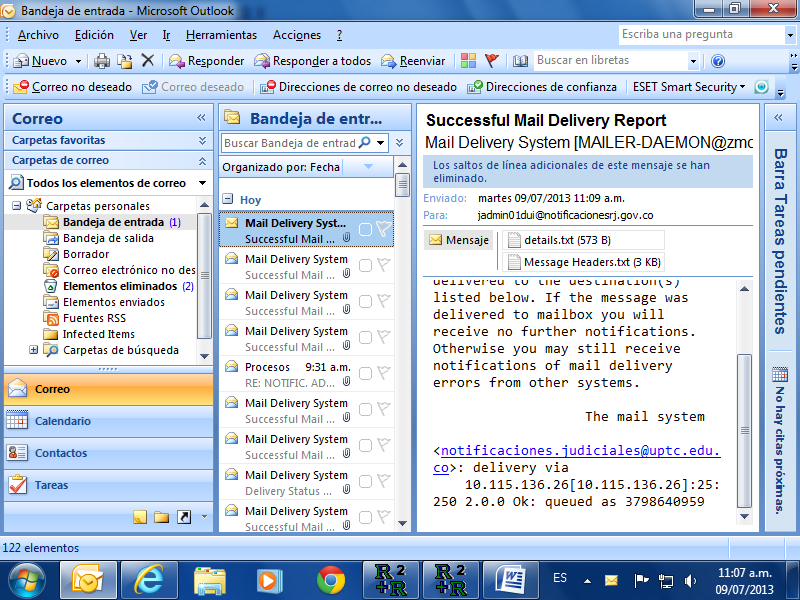 Bandeja de entrada - Microsoft Outlook
Archivo Edición Ver Ir Herramientas Acciones ?
Escriba una pregunta
Nuevo Responder Responder a todos Reenviar Buscar en libretas
Correo no deseado Correo deseado Direcciones de correo no deseado Direcciones de confianza ESET Smart Security
Correo
Carpetas favoritas
Carpetas de correo
Todos los elementos de correo
Carpetas personales
Bandeja de entrada (1)
Bandeja de salida
Borrador
Correo electrónico no des
Elementos eliminados (2)
Elementos enviados
Fuentes RSS
Infected Items
Carpetas de búsqueda
Correo
Calendario
Contactos
Tareas
Bandeja de entr...
Buscar Bandeja de entrad
Organizado por: Fecha
Hoy
Mail Delivery Syst...
Successful Mail ...
Mail Delivery System
Successful Mail ...
Mail Delivery System
Successful Mail ...
Mail Delivery System
Successful Mail ...
Procesos 9:31 a.m.
RE: NOTIFIC. AD...
Mail Delivery System
Successful Mail ...
Mail Delivery System
Successful Mail ...
Mail Delivery System
Delivery Status ...
Mail Delivery System
Successful Mail ...
Successful Mail Delivery Report
Mail Delivery System [MAILER-DAEMON@zmc
Los saltos de línea adicionales de este mensaje se han
eliminado.
Enviado: martes 09/07/2013 11:09 a.m.
Para: jadmin01dui@notificacionesrj.gov.co
Mensaje
details.txt (573 B)
Message Headers.txt (3 KB)
delivered to the destination(s)
listed below. If the message was
delivered to mailbox you will
receive no further notifications.
Otherwise you may still receive
notifications of mail delivery
errors from other systems.
The mail system
<notificaciones.judiciales@uptc.edu.
co>: delivery via
10.115.136.26[10.115.136.26]:25:
250 2.0.0 Ok: queued as 3798640959
Barra Tareas pendientes
No hay citas próximas.
122 elementos
R2+R
R2+R
ES
11:07 a.m.
09/07/2013